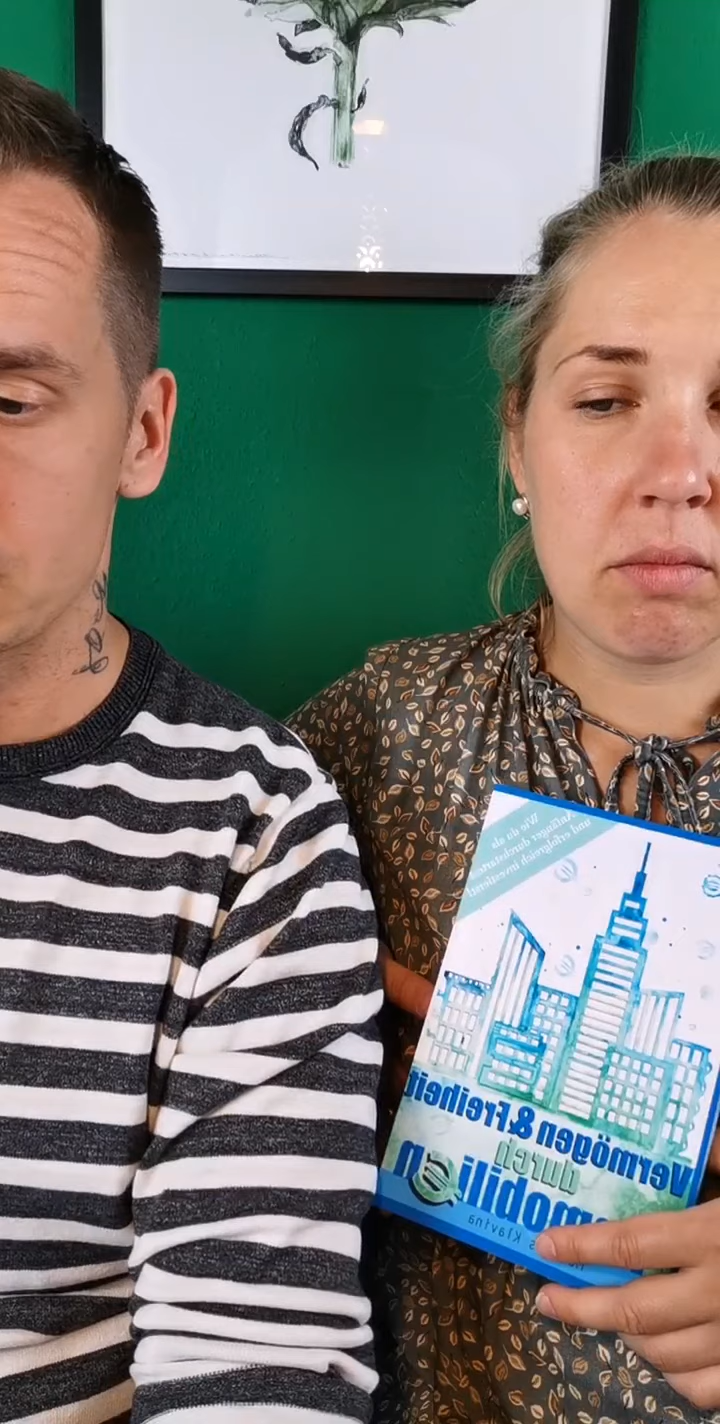 Wie du als
Anfänger durchstartest
und erfolgreich investierst!
Vermögen & Freiheit
durch
Klavina